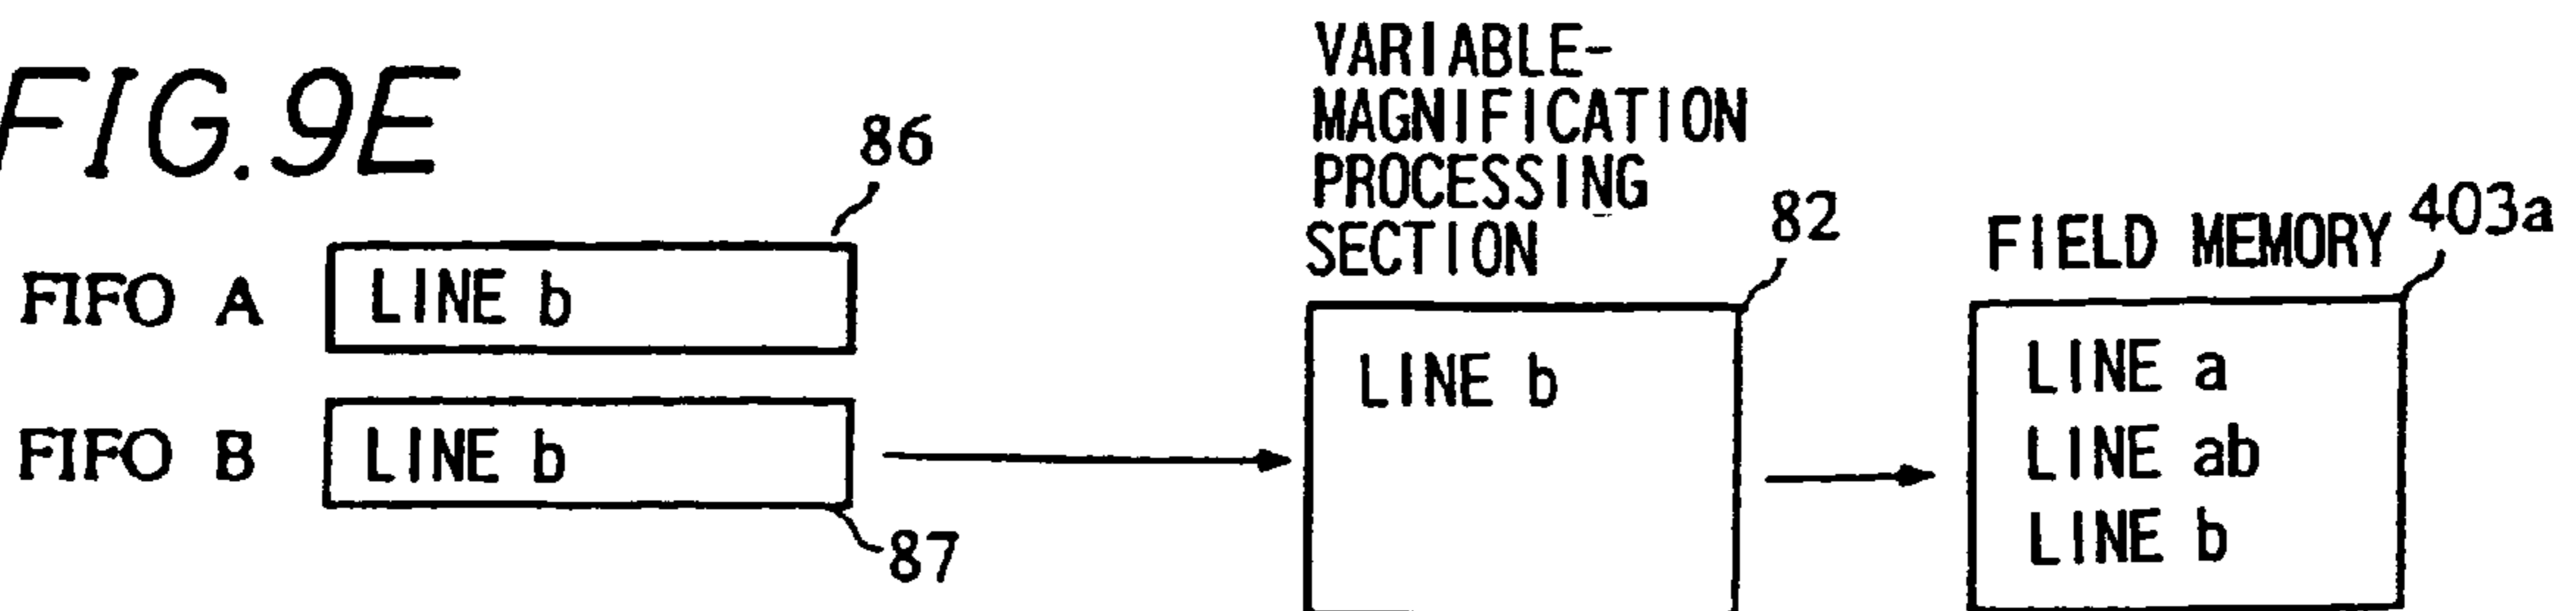 FIG. 9E
86
FIFO A
LINE b
FIFO B
LINE b
87
VARIABLE-
MAGNIFICATION
PROCESSING
SECTION
82
LINE b
FIELD MEMORY
403a
LINE a
LINE ab
LINE b